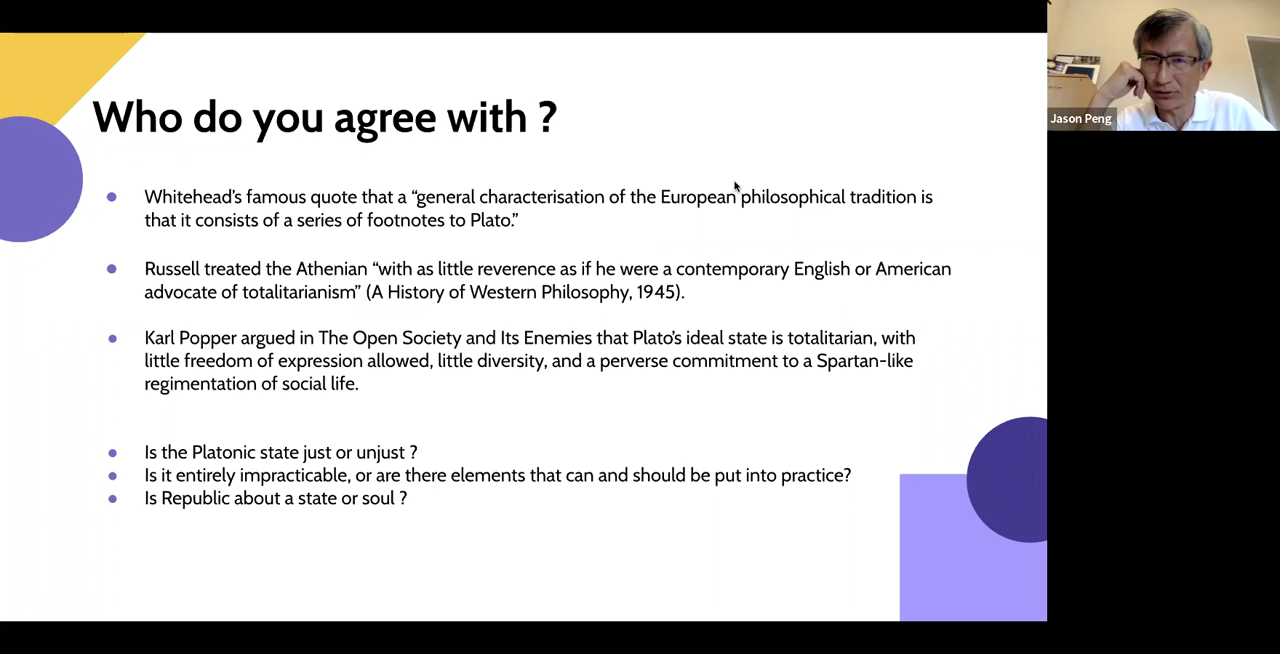 Who do you agree with ?
Whitehead's famous quote that a “general characterisation of the European philosophical tradition is
that it consists of a series of footnotes to Plato.”
Russell treated the Athenian “with as little reverence as if he were a contemporary English or American
advocate of totalitarianism” (A History of Western Philosophy, 1945).
Karl Popper argued in The Open Society and Its Enemies that Plato's ideal state is totalitarian, with
little freedom of expression allowed, little diversity, and a perverse commitment to a Spartan-like
regimentation of social life.
Is the Platonic state just or unjust ?
Is it entirely impracticable, or are there elements that can and should be put into practice?
Is Republic about a state or soul ?
Jason Peng